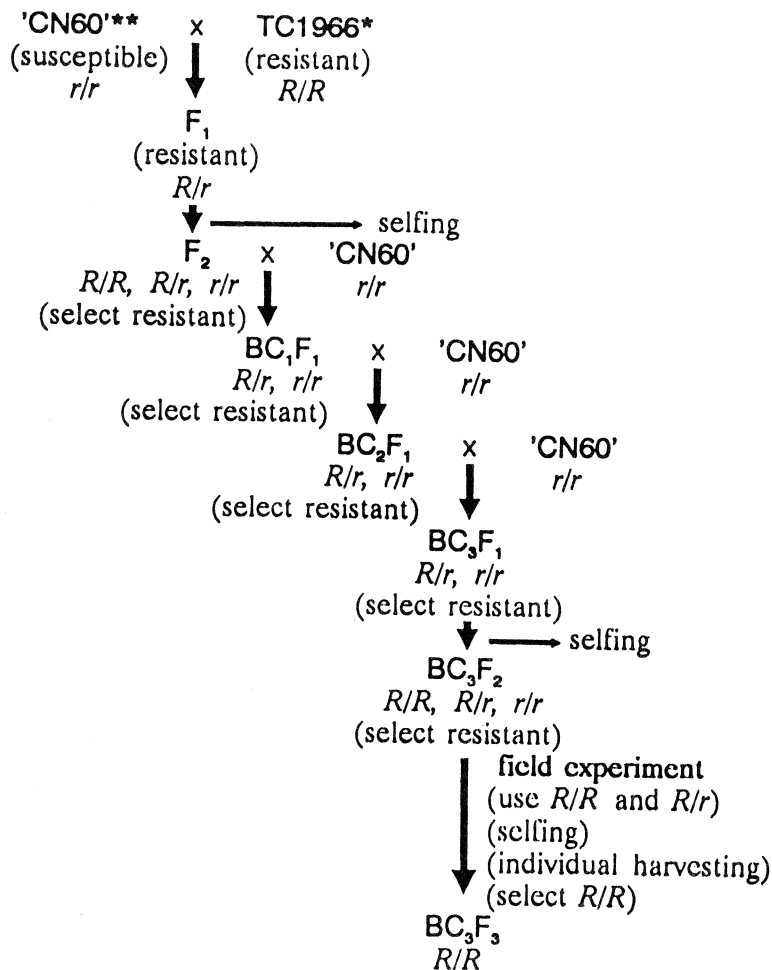 'CN60'** x TC1966*
(susceptible) (resistant)
r/r R/R
F₁
(resistant)
R/r
selfing
F₂ x 'CN60'
R/R, R/r, r/r r/r
(select resistant)
BC₁F₁ x 'CN60'
R/r, r/r r/r
(select resistant)
BC₂F₁ x 'CN60'
R/r, r/r r/r
(select resistant)
BC₃F₁
R/r, r/r
(select resistant)
selfing
BC₃F₂
R/R, R/r, r/r
(select resistant)
field experiment
(use R/R and R/r)
(selfing)
(individual harvesting)
(select R/R)
BC₃F₃
R/R